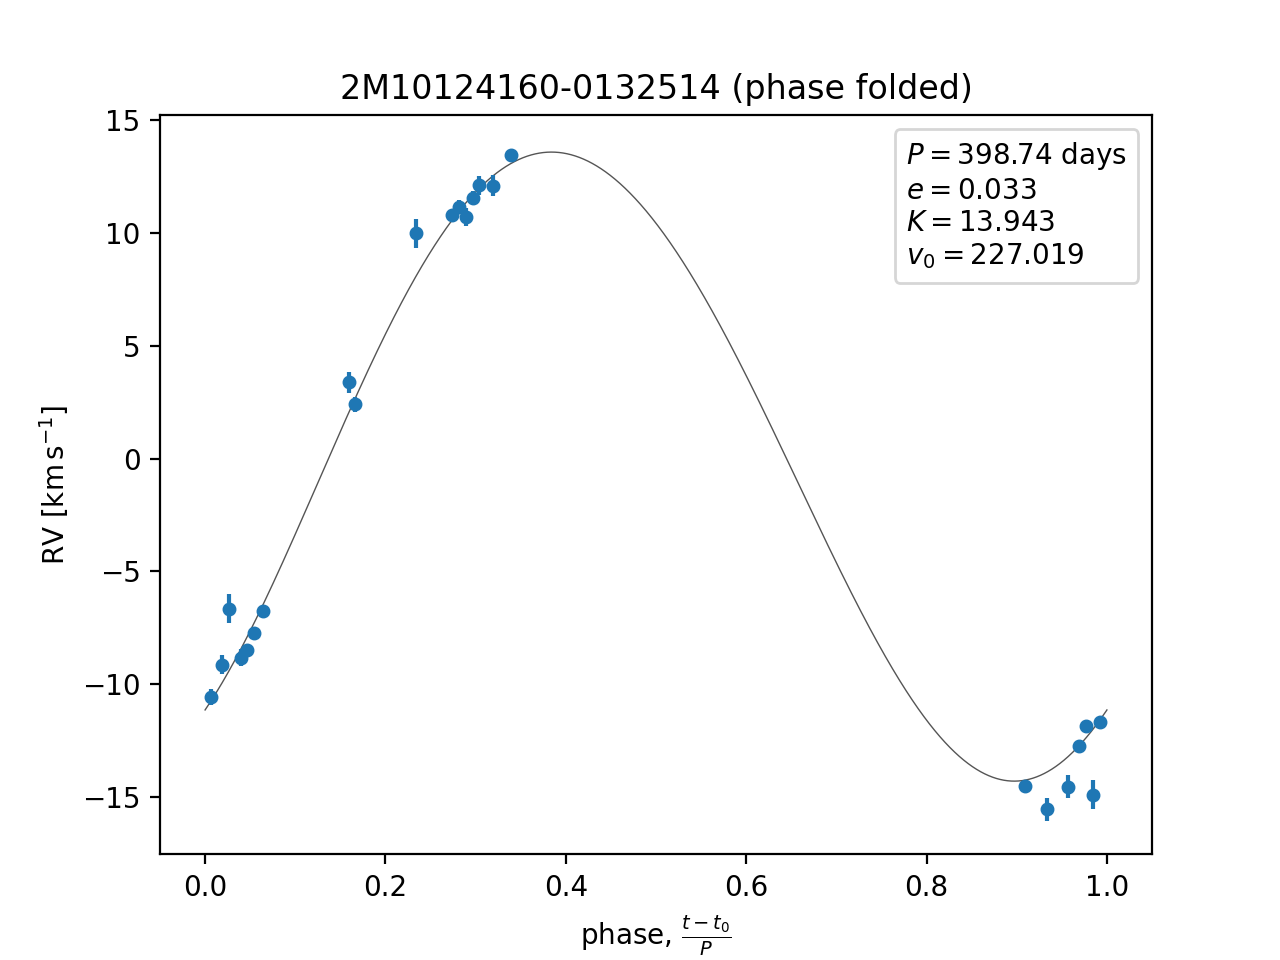 2M10124160-0132514 (phase folded)
P = 398.74 days
e = 0.033
K = 13.943
v₀ = 227.019
15
10
5
0
−5
−10
−15
RV [km s⁻¹]
0.0 0.2 0.4 0.6 0.8 1.0
phase, (t − t₀)/P